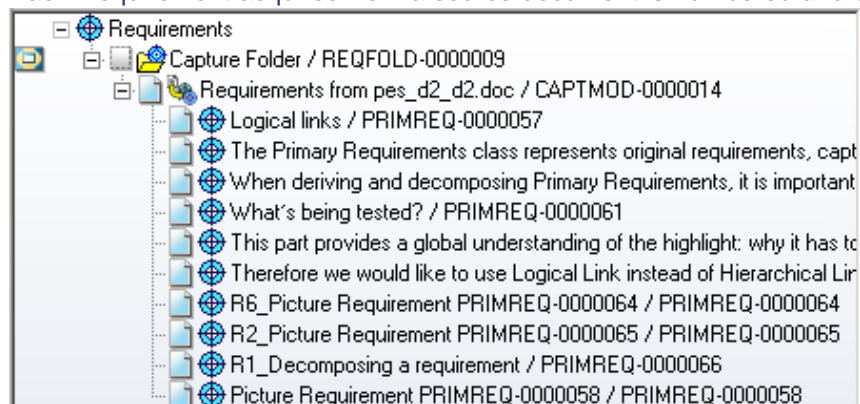 Requirements
Capture Folder / REQFOLD-0000009
Requirements from pes_d2_d2.doc / CAPTMOD-0000014
Logical links / PRIMREQ-0000057
The Primary Requirements class represents original requirements, capt
When deriving and decomposing Primary Requirements, it is important
What's being tested? / PRIMREQ-0000061
This part provides a global understanding of the highlight: why it has to
Therefore we would like to use Logical Link instead of Hierarchical Lin
R6_Picture Requirement PRIMREQ-0000064 / PRIMREQ-0000064
R2_Picture Requirement PRIMREQ-0000065 / PRIMREQ-0000065
R1_Decomposing a requirement / PRIMREQ-0000066
Picture Requirement PRIMREQ-0000058 / PRIMREQ-0000058